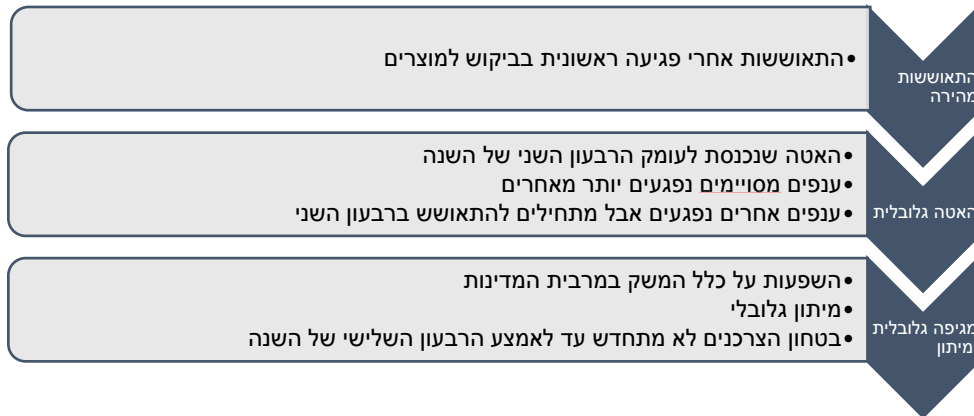 התאוששות
מהירה
•התאוששות אחרי פגיעה ראשונית בביקוש למוצרים
האטה גלובלית
•האטה שנכנסת לעומק הרבעון השני של השנה
•ענפים מסויימים נפגעים יותר מאחרים
•ענפים אחרים נפגעים אבל מתחילים להתאושש ברבעון השני
מגיפה גלובלית
מיתון
•השפעות על כלל המשק במרבית המדינות
•מיתון גלובלי
•בטחון הצרכנים לא מתחדש עד לאמצע הרבעון השלישי של השנה